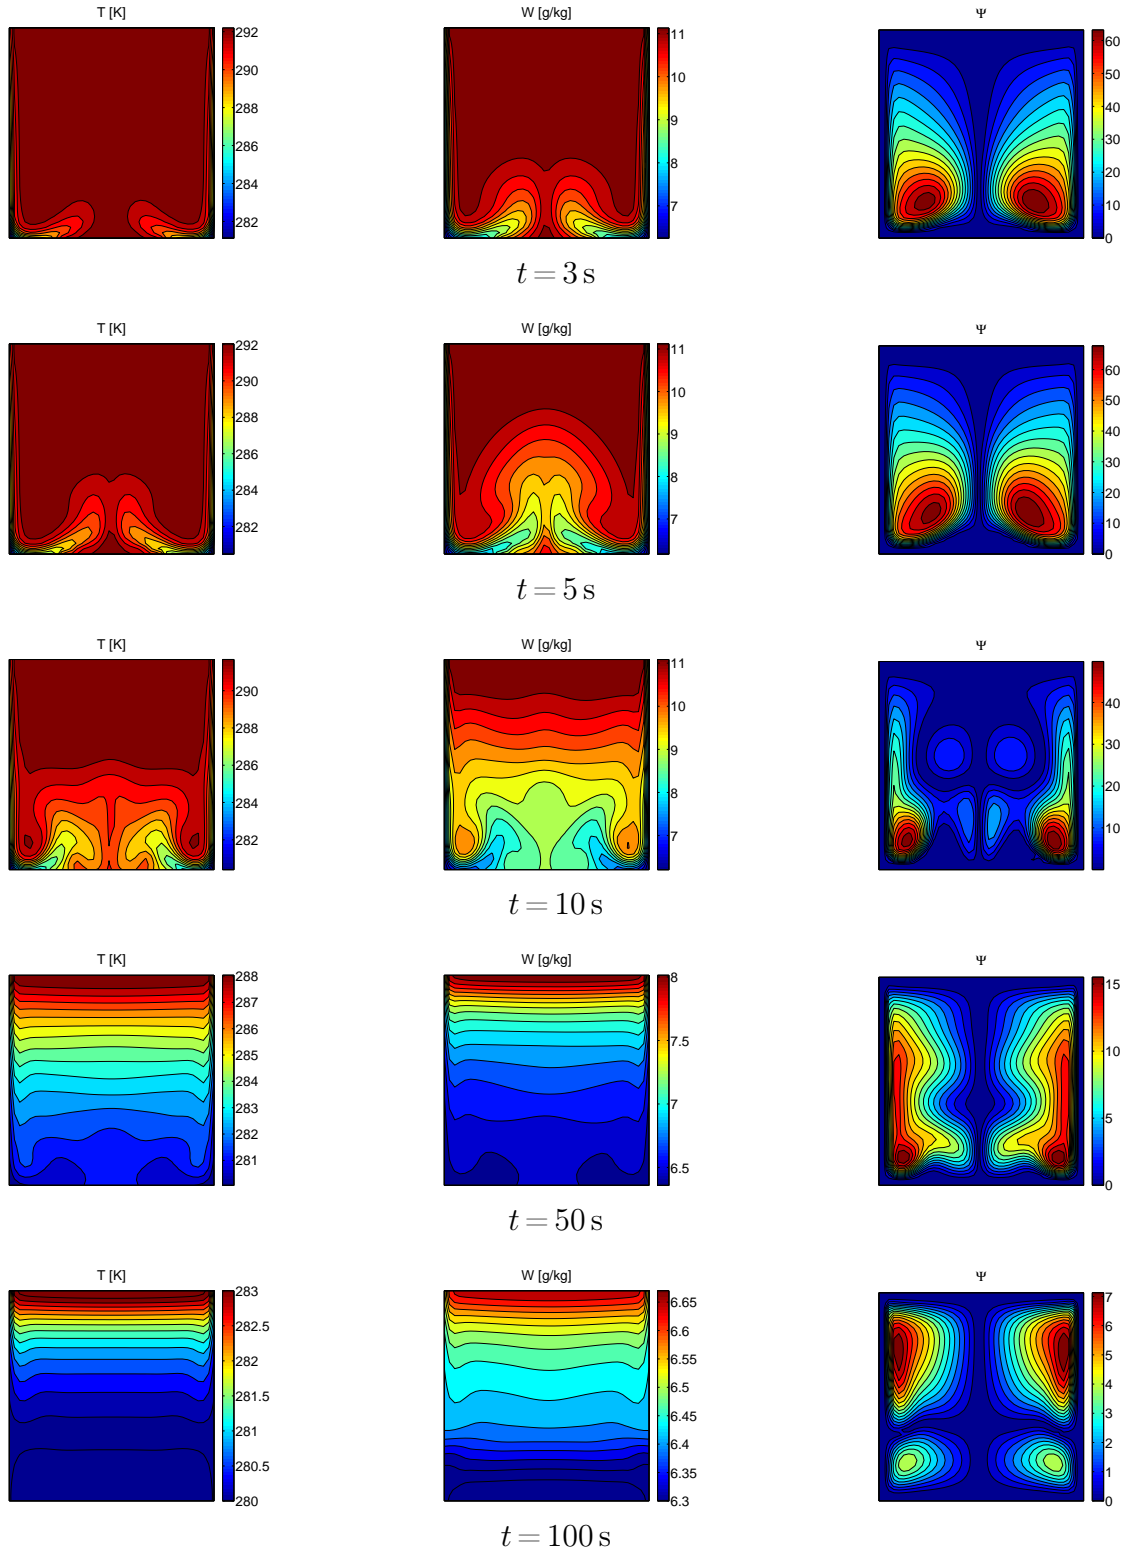 T [K] W [g/kg] Ψ
292 11 60
290 10 50
288 9 40
286 8 30
284 7 20
282 10
0
t = 3 s
T [K] W [g/kg] Ψ
292 11 60
290 10 50
288 9 40
286 8 30
284 7 20
282 10
0
t = 5 s
T [K] W [g/kg] Ψ
290 11 40
288 10 30
286 9 20
284 8 10
282 7
t = 10 s
T [K] W [g/kg] Ψ
288 8 15
287 7.5 10
286 7 5
285 6.5 0
284
283
282
281
t = 50 s
T [K] W [g/kg] Ψ
283 6.65 7
282.5 6.6 6
282 6.55 5
281.5 6.5 4
280.5 6.45 3
280 6.4 2
6.35 1
6.3 0
t = 100 s